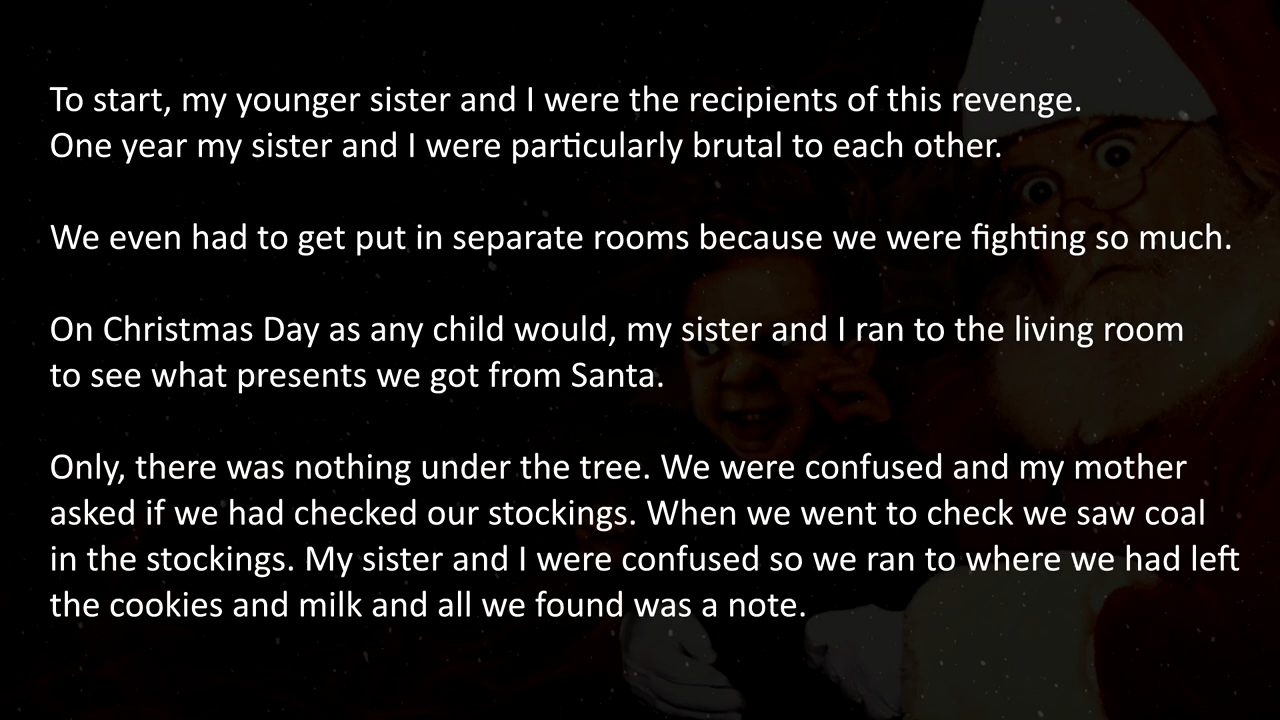 To start, my younger sister and I were the recipients of this revenge.
One year my sister and I were particularly brutal to each other.
We even had to get put in separate rooms because we were fighting so much.
On Christmas Day as any child would, my sister and I ran to the living room
to see what presents we got from Santa.
Only, there was nothing under the tree. We were confused and my mother
asked if we had checked our stockings. When we went to check we saw coal
in the stockings. My sister and I were confused so we ran to where we had left
the cookies and milk and all we found was a note.